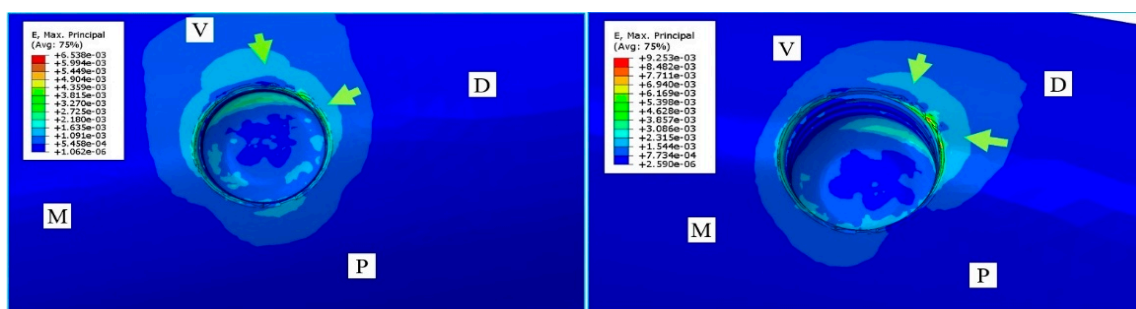 E, Max. Principal
(Avg: 75%)
+6.538e-03
+5.994e-03
+5.449e-03
+4.904e-03
+4.359e-03
+3.815e-03
+3.270e-03
+2.725e-03
+2.180e-03
+1.635e-03
+1.091e-03
+5.458e-04
+1.062e-06
V
D
M
P
E, Max. Principal
(Avg: 75%)
+9.253e-03
+8.482e-03
+7.711e-03
+6.940e-03
+6.169e-03
+5.398e-03
+4.628e-03
+3.857e-03
+3.086e-03
+2.315e-03
+1.544e-03
+7.734e-04
+2.590e-06
V
D
M
P